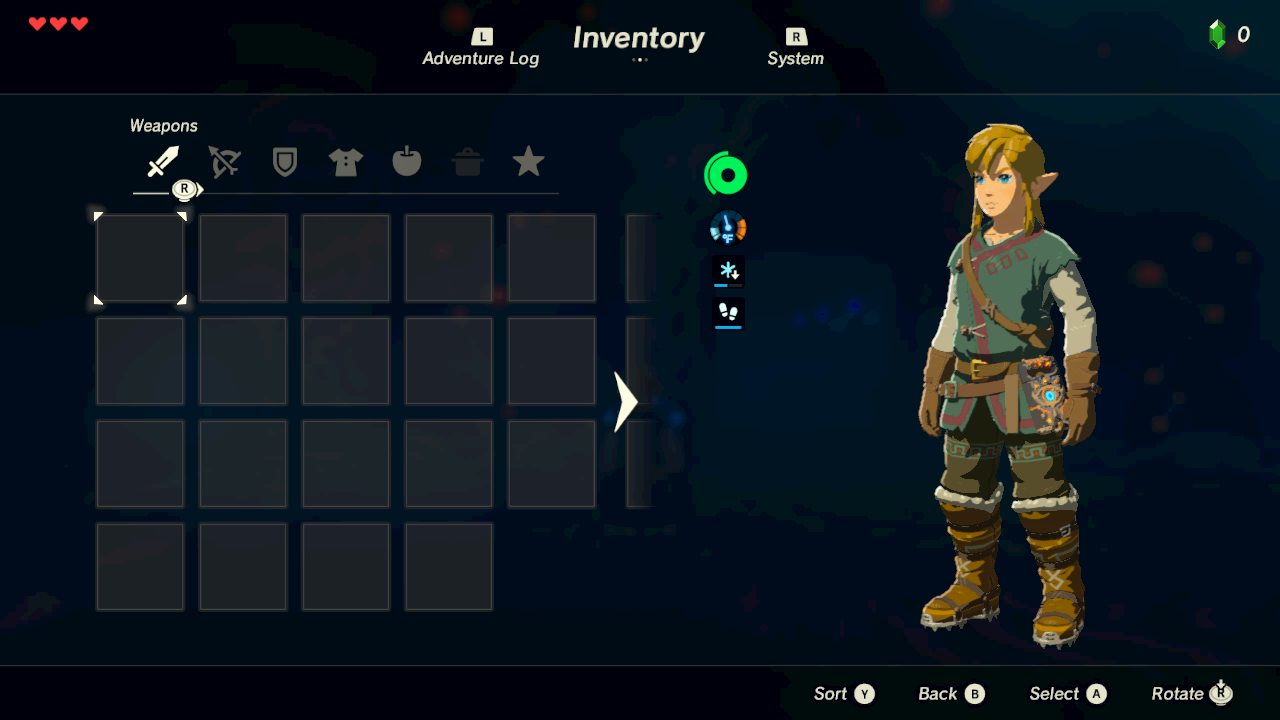 L
Adventure Log
Inventory
R
System
0
Weapons
R
°F
Sort Y
Back B
Select A
Rotate R